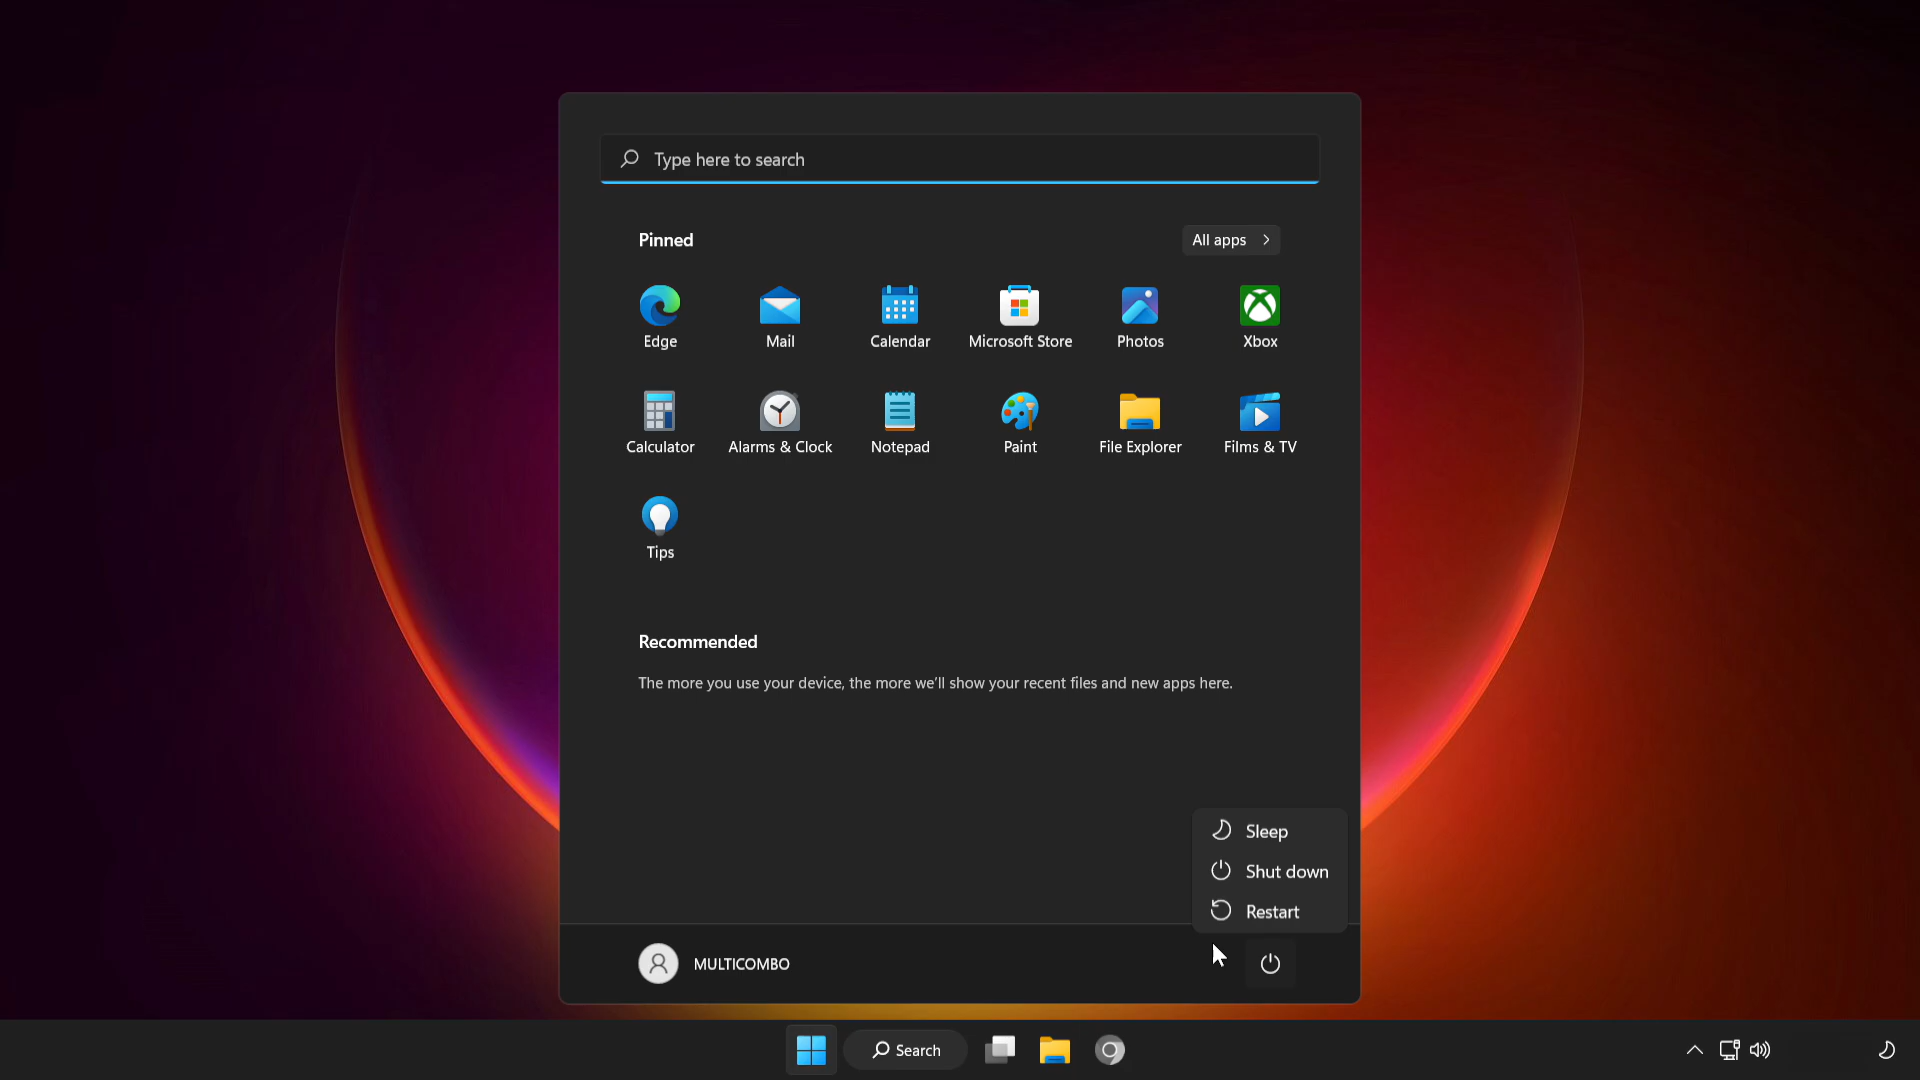 Type here to search
Pinned
All apps
Edge
Mail
Calendar
Microsoft Store
Photos
Xbox
Calculator
Alarms & Clock
Notepad
Paint
File Explorer
Films & TV
Tips
Recommended
The more you use your device, the more we’ll show your recent files and new apps here.
Sleep
Shut down
Restart
MULTICOMBO
Search